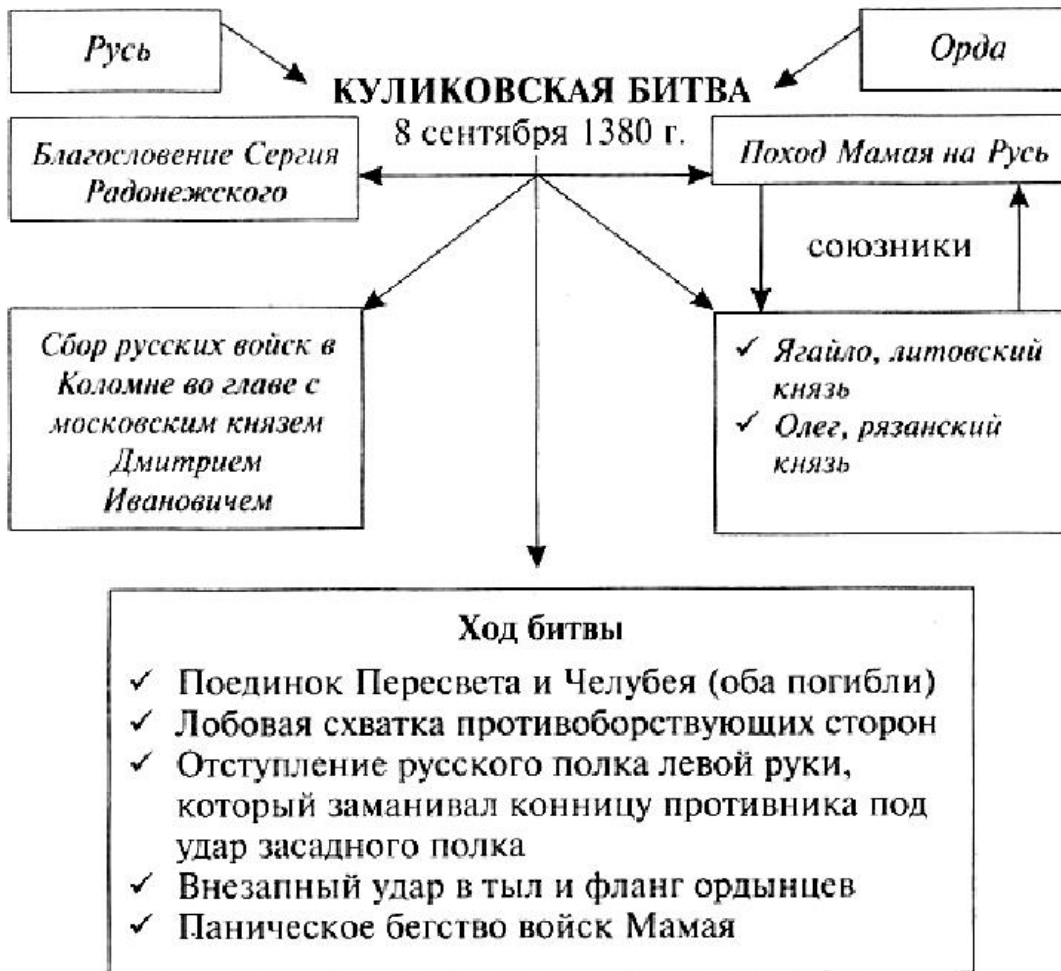 Русь
Орда
КУЛИКОВСКАЯ БИТВА
8 сентября 1380 г.
Благословение Сергия
Радонежского
Поход Мамая на Русь
союзники
Сбор русских войск в
Коломне во главе с
московским князем
Дмитрием
Ивановичем
✓ Ягайло, литовский
князь
✓ Олег, рязанский
князь
Ход битвы
✓ Поединок Пересвета и Челубея (оба погибли)
✓ Лобовая схватка противоборствующих сторон
✓ Отступление русского полка левой руки,
который заманивал конницу противника под
удар засадного полка
✓ Внезапный удар в тыл и фланг ордынцев
✓ Паническое бегство войск Мамая